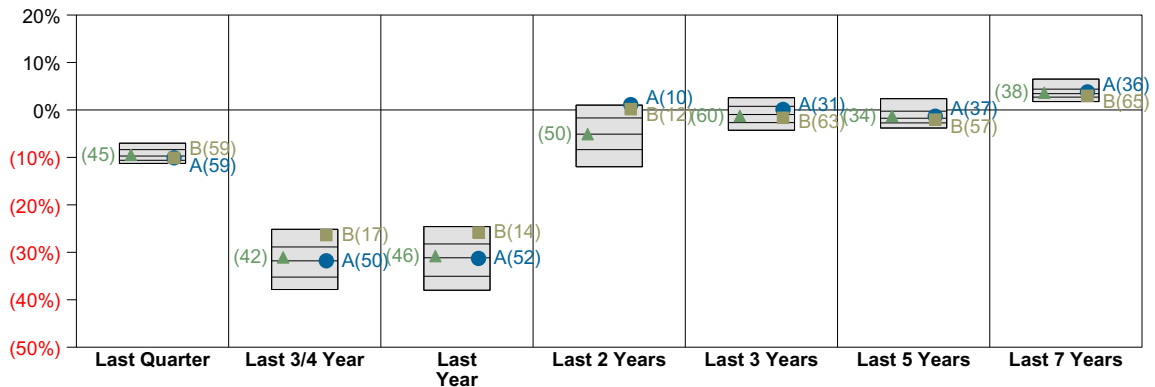 20%
10%
0%
(10%)
(20%)
(30%)
(40%)
(50%)
(45)
B(59)
A(59)
(42)
B(17)
A(50)
(46)
B(14)
A(52)
(50)
A(10)
B(12)
(60)
A(31)
B(63)
(34)
A(37)
B(57)
(38)
A(36)
B(65)
Last Quarter
Last 3/4 Year
Last
Year
Last 2 Years
Last 3 Years
Last 5 Years
Last 7 Years